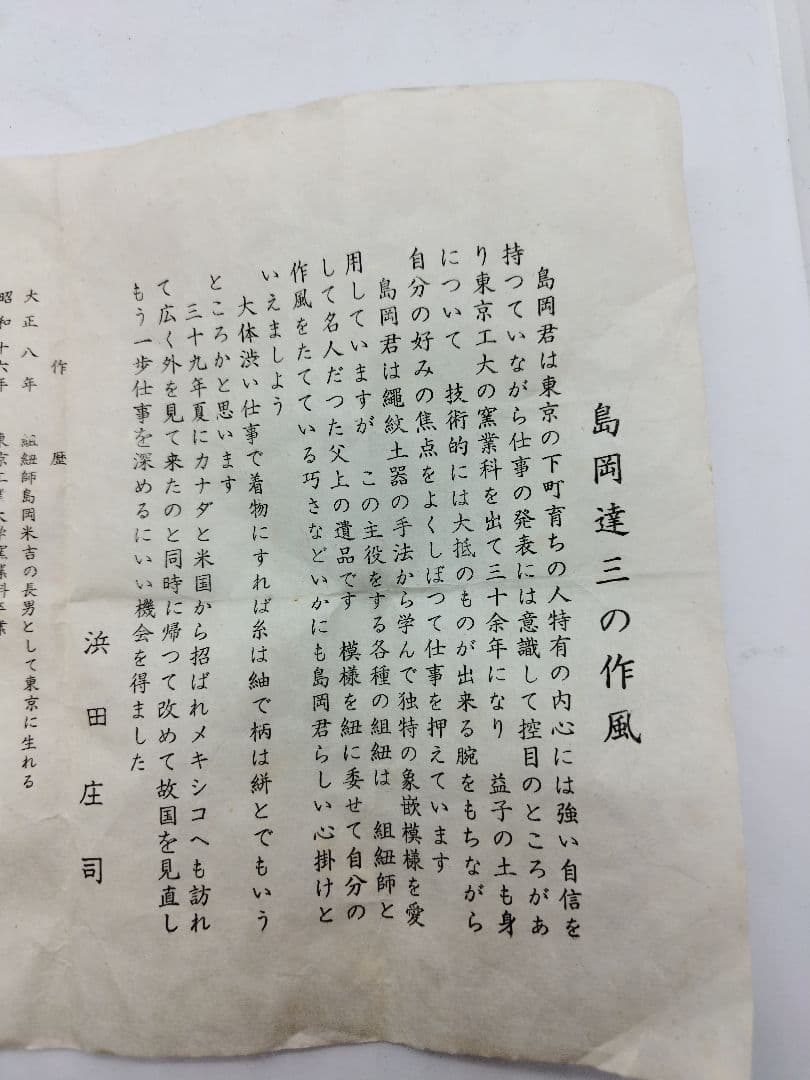 島岡達三の作風
島岡君は東京の下町育ちの人特有の内心には強い自信を
持つていながら仕事の発表には意識して控目のところがあ
り東京工大の窯業科を出て三十余年になり　益子の土も身
について　技術的には大抵のものが出来る腕をもちながら
自分の好みの焦点をよくしぼつて仕事を押えています
島岡君は繩紋土器の手法から学んで独特の象嵌模様を愛
用していますが　この主役をする各種の組紐は　組紐師と
して名人だつた父上の遺品です　模様を紐に委せて自分の
作風をたてている巧さなどいかにも島岡君らしい心掛けと
いえましよう
大体渋い仕事で着物にすれば糸は紬で柄は絣とでもいう
ところかと思います
三十九年夏にカナダと米国から招ばれメキシコへも訪れ
て広く外を見て来たのと同時に帰つて改めて故国を見直し
もう一歩仕事を深めるにいい機会を得ました
浜田庄司
作歴
大正八年　組紐師島岡米吉の長男として東京に生れる
昭和十六年　東京工業大学窯業科卒業